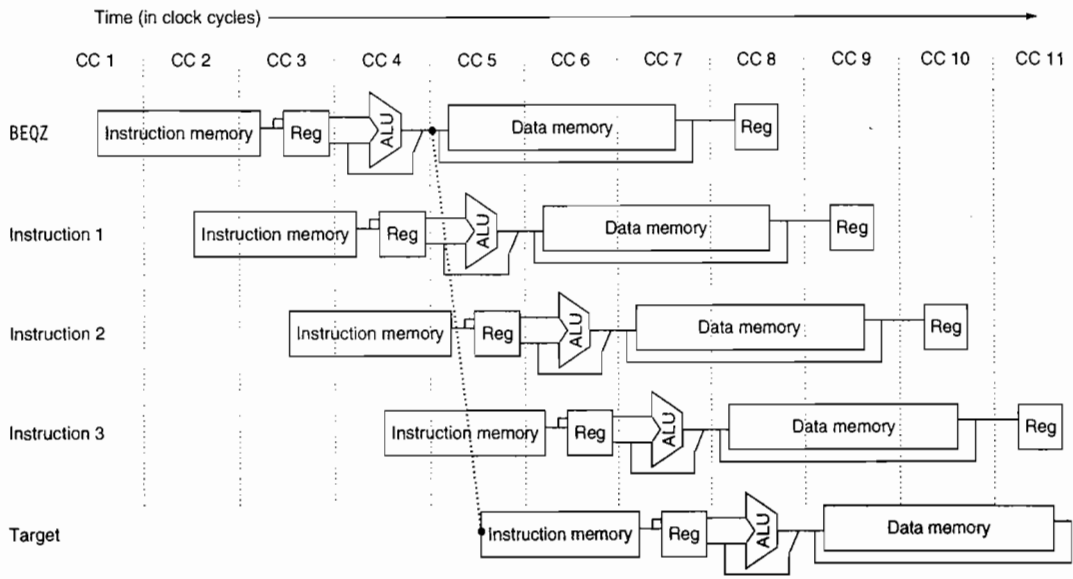 Time (in clock cycles)
CC 1 CC 2 CC 3 CC 4 CC 5 CC 6 CC 7 CC 8 CC 9 CC 10 CC 11
BEQZ Instruction memory Reg ALU Data memory Reg
Instruction 1 Instruction memory Reg ALU Data memory Reg
Instruction 2 Instruction memory Reg ALU Data memory Reg
Instruction 3 Instruction memory Reg ALU Data memory Reg
Target Instruction memory Reg ALU Data memory